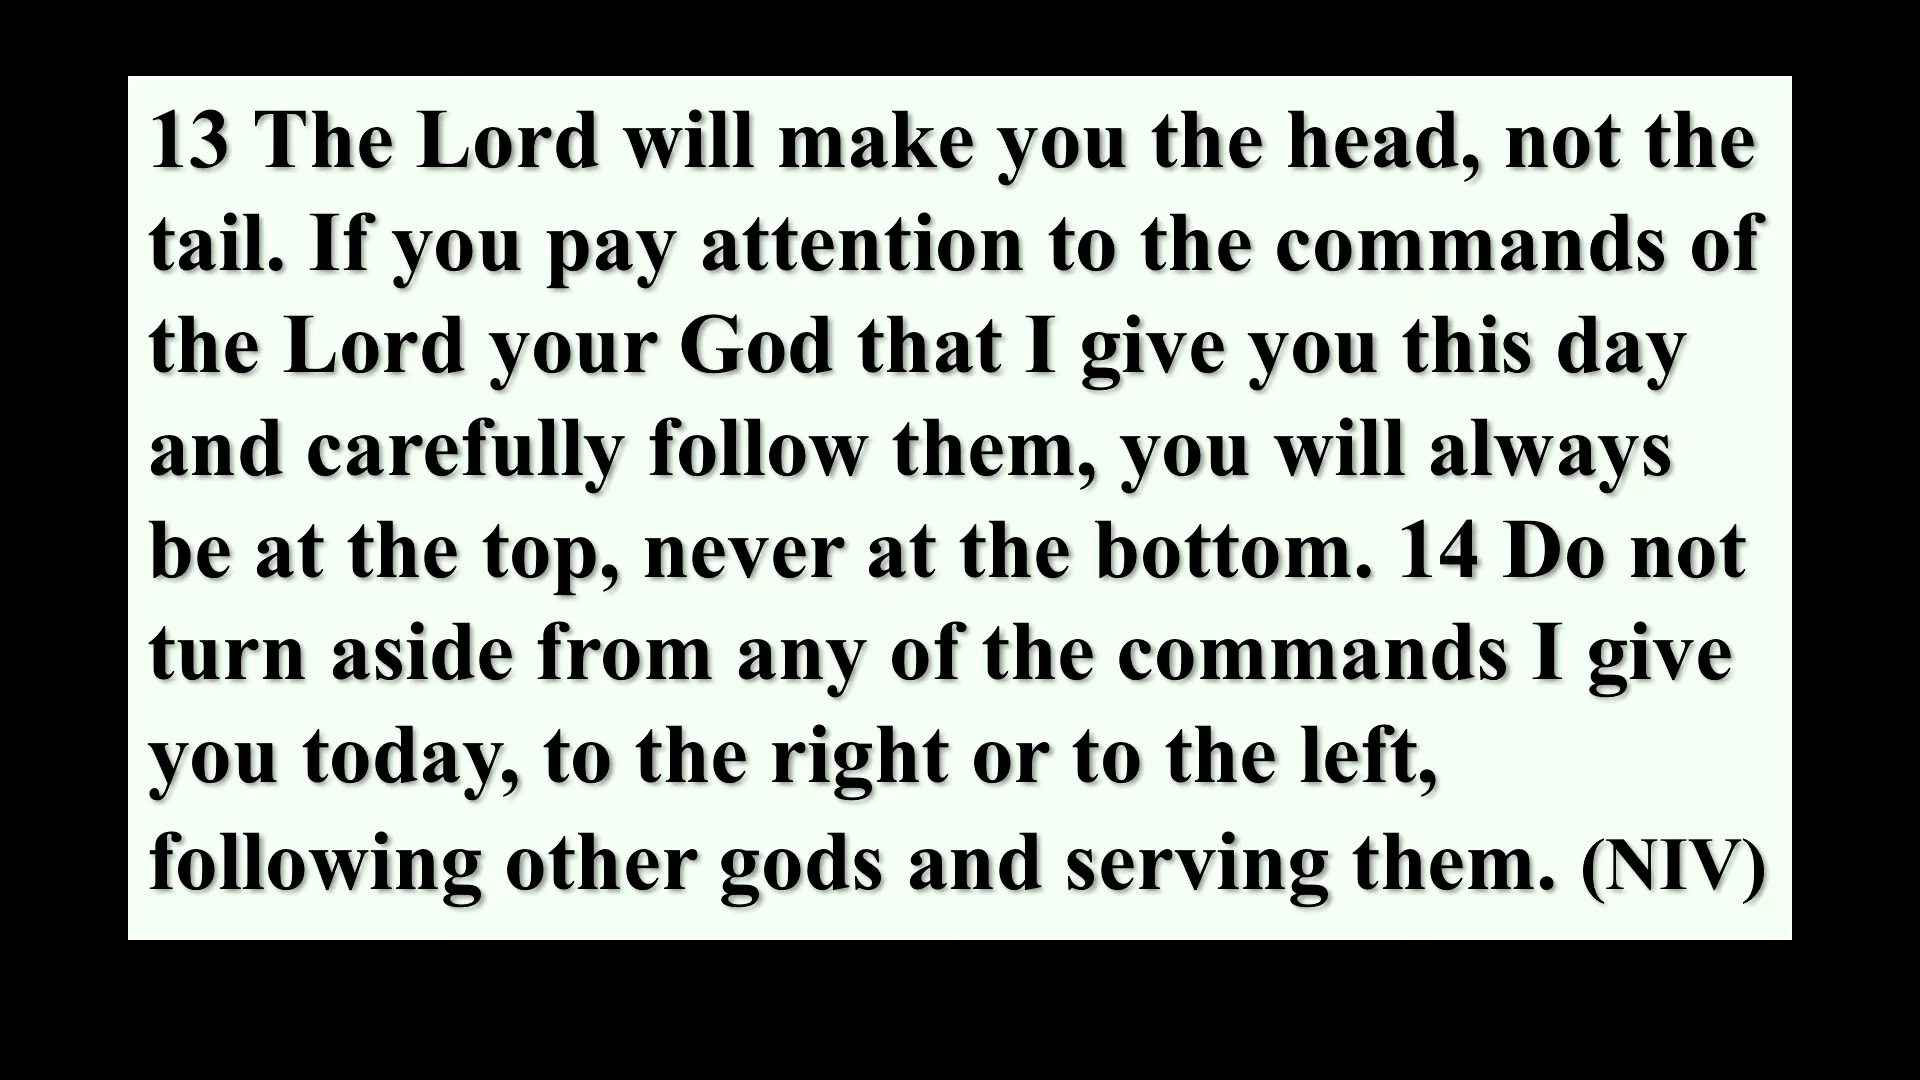 13 The Lord will make you the head, not the
tail. If you pay attention to the commands of
the Lord your God that I give you this day
and carefully follow them, you will always
be at the top, never at the bottom. 14 Do not
turn aside from any of the commands I give
you today, to the right or to the left,
following other gods and serving them. (NIV)